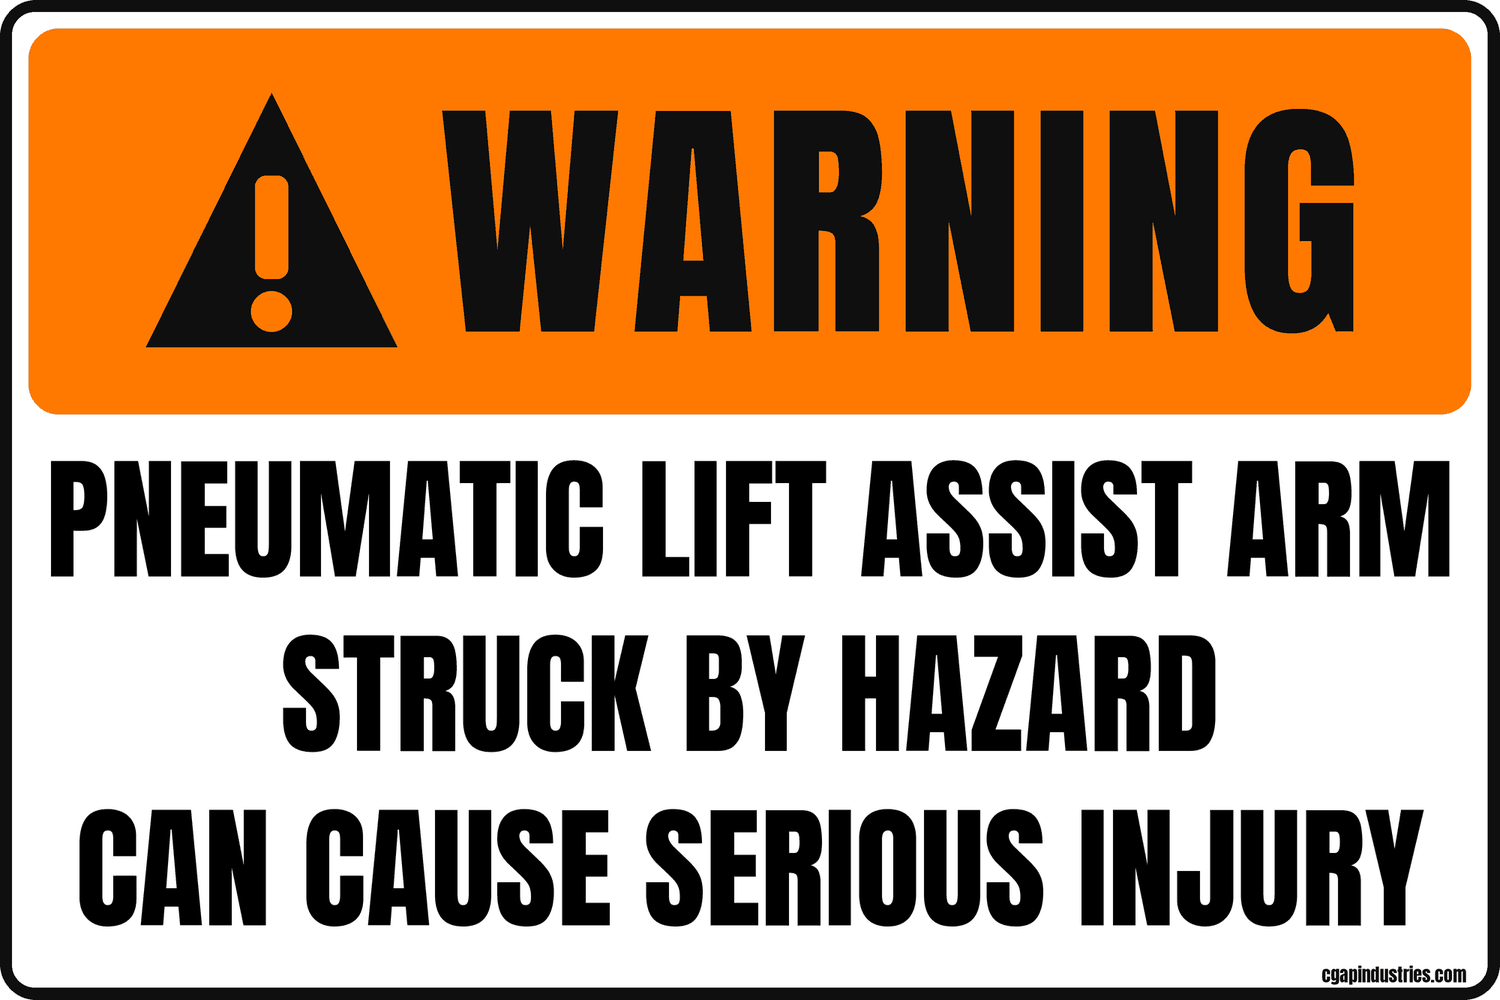 WARNING
PNEUMATIC LIFT ASSIST ARM
STRUCK BY HAZARD
CAN CAUSE SERIOUS INJURY
cgapindustries.com